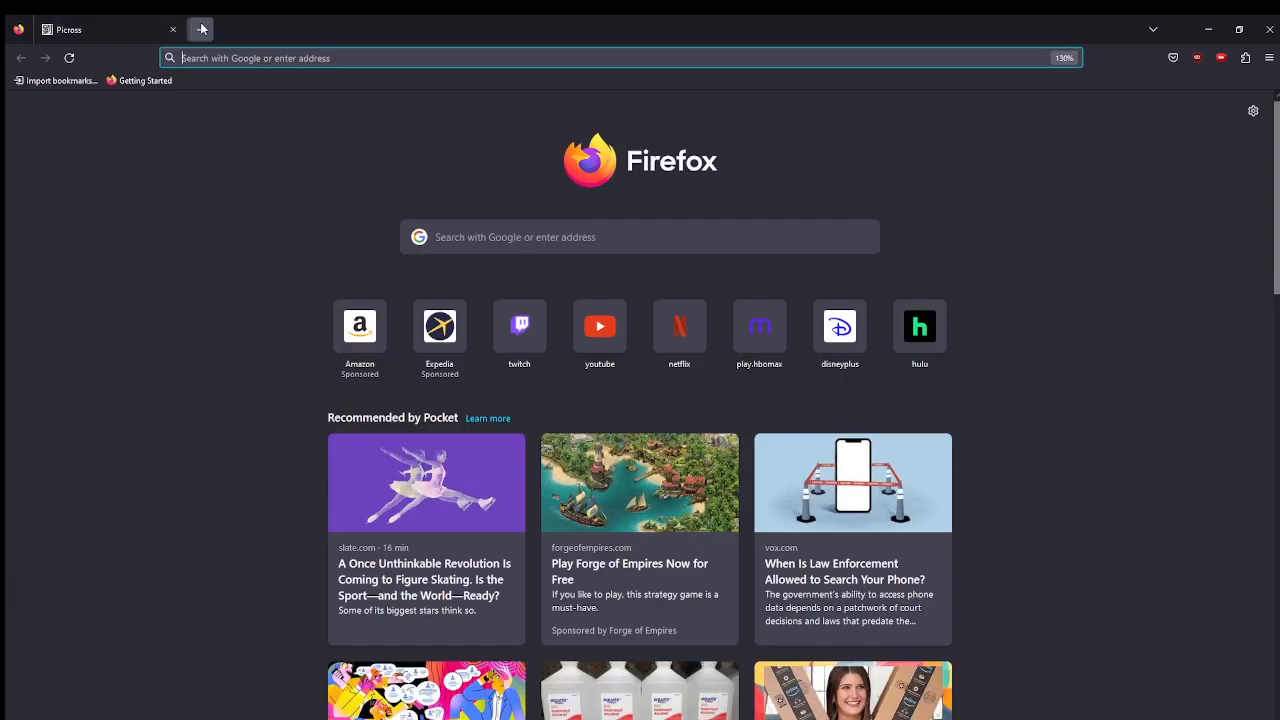 Picross
Search with Google or enter address
130%
Import bookmarks...
Getting Started
Firefox
Search with Google or enter address
Amazon
Sponsored
Expedia
Sponsored
twitch
youtube
netflix
play.hbomax
disneyplus
hulu
Recommended by Pocket
Learn more
slate.com · 16 min
A Once Unthinkable Revolution Is
Coming to Figure Skating. Is the
Sport—and the World—Ready?
Some of its biggest stars think so.
forgeofempires.com
Play Forge of Empires Now for
Free
If you like to play, this strategy game is a
must-have.
Sponsored by Forge of Empires
vox.com
When Is Law Enforcement
Allowed to Search Your Phone?
The government's ability to access phone
data depends on a patchwork of court
decisions and laws that predate the...